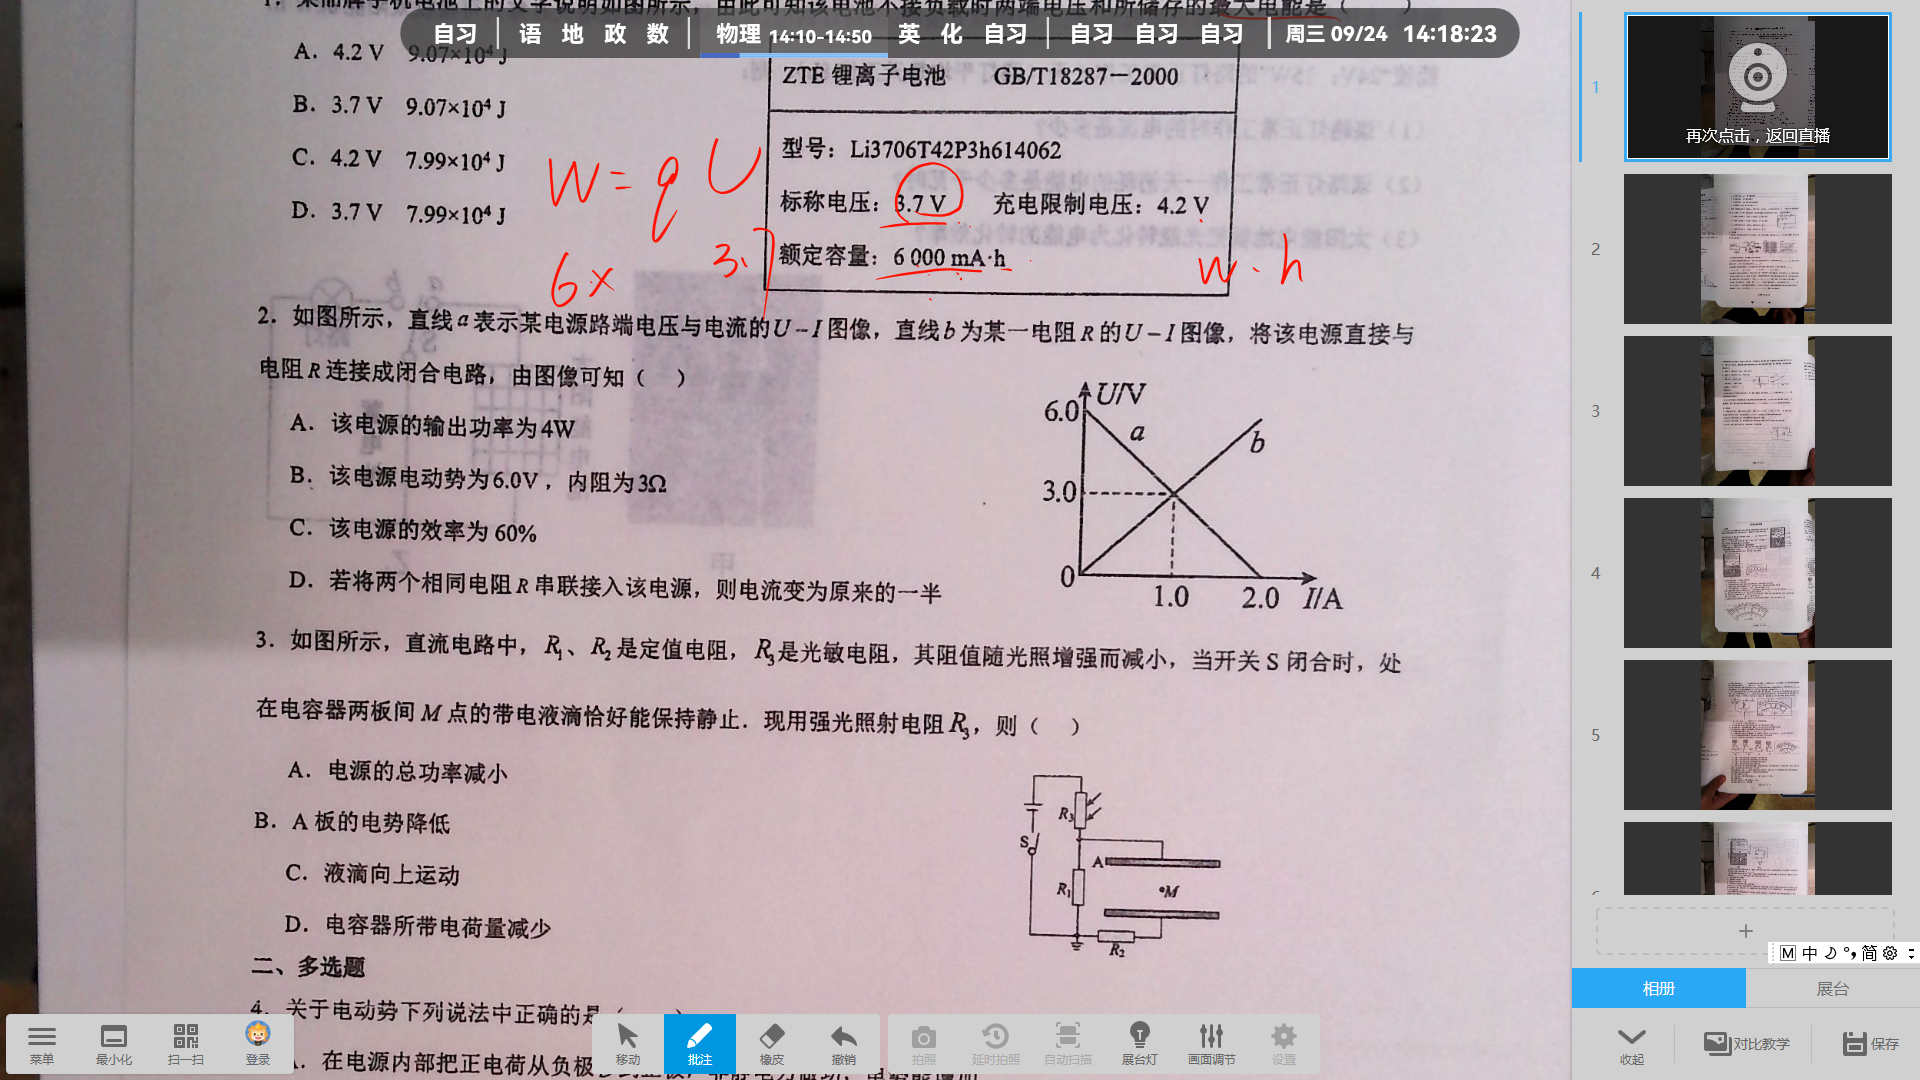 自习 | 语 地 政 数 | 物理 14:10-14:50 英 化 自习 | 自习 自习 自习 | 周三 09/24 14:18:23
A. 4.2 V 9.07×10⁴ J
B. 3.7 V 9.07×10⁴ J
C. 4.2 V 7.99×10⁴ J
D. 3.7 V 7.99×10⁴ J
ZTE 锂离子电池 GB/T18287—2000
型号：Li3706T42P3h614062
标称电压：3.7 V 充电限制电压：4.2 V
额定容量：6 000 mA·h
W = qU
6× 3.7
W·h
2. 如图所示，直线a表示某电源路端电压与电流的U－I图像，直线b为某一电阻R的U－I图像，将该电源直接与
电阻R连接成闭合电路，由图像可知（ ）
A. 该电源的输出功率为4W
B. 该电源电动势为6.0V，内阻为3Ω
C. 该电源的效率为 60%
D. 若将两个相同电阻R串联接入该电源，则电流变为原来的一半
U/V
6.0
a
b
3.0
0
1.0 2.0 I/A
3. 如图所示，直流电路中，R₁、R₂是定值电阻，R₃是光敏电阻，其阻值随光照增强而减小，当开关 S 闭合时，处
在电容器两板间 M 点的带电液滴恰好能保持静止．现用强光照射电阻R₃，则（ ）
A. 电源的总功率减小
B. A 板的电势降低
C. 液滴向上运动
D. 电容器所带电荷量减少
R₃
S
A
R₁
M
R₂
二、多选题
4. 关于电动势下列说法中正确的是（
在电源内部把正电荷从负极
再次点击，返回直播
1
2
3
4
5
M 中 简
相册 展台
菜单 最小化 扫一扫 登录
移动 批注 橡皮 撤销
拍照 延时拍照 自动扫描 展台灯 画面调节 设置
收起 对比教学 保存